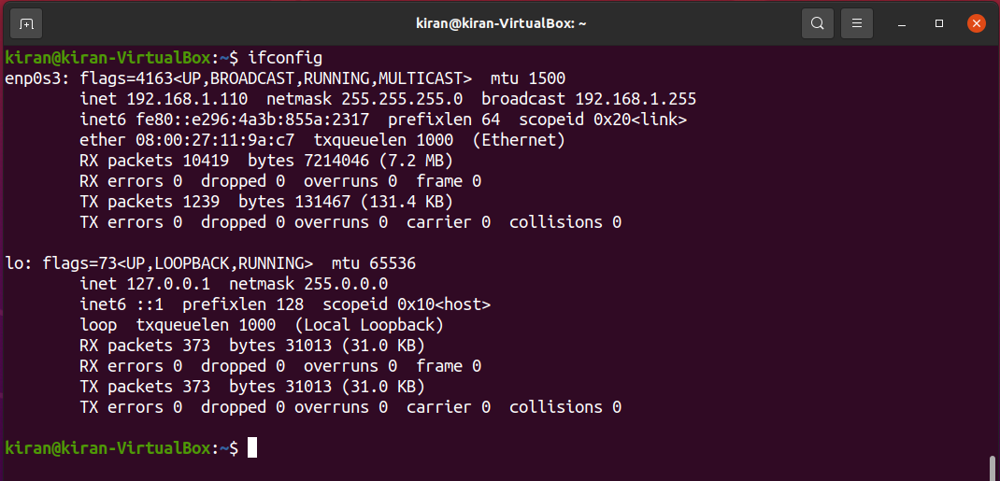 kiran@kiran-VirtualBox: ~
kiran@kiran-VirtualBox:~$ ifconfig
enp0s3: flags=4163<UP,BROADCAST,RUNNING,MULTICAST>  mtu 1500
        inet 192.168.1.110  netmask 255.255.255.0  broadcast 192.168.1.255
        inet6 fe80::e296:4a3b:855a:2317  prefixlen 64  scopeid 0x20<link>
        ether 08:00:27:11:9a:c7  txqueuelen 1000  (Ethernet)
        RX packets 10419  bytes 7214046 (7.2 MB)
        RX errors 0  dropped 0  overruns 0  frame 0
        TX packets 1239  bytes 131467 (131.4 KB)
        TX errors 0  dropped 0 overruns 0  carrier 0  collisions 0

lo: flags=73<UP,LOOPBACK,RUNNING>  mtu 65536
        inet 127.0.0.1  netmask 255.0.0.0
        inet6 ::1  prefixlen 128  scopeid 0x10<host>
        loop  txqueuelen 1000  (Local Loopback)
        RX packets 373  bytes 31013 (31.0 KB)
        RX errors 0  dropped 0  overruns 0  frame 0
        TX packets 373  bytes 31013 (31.0 KB)
        TX errors 0  dropped 0 overruns 0  carrier 0  collisions 0

kiran@kiran-VirtualBox:~$